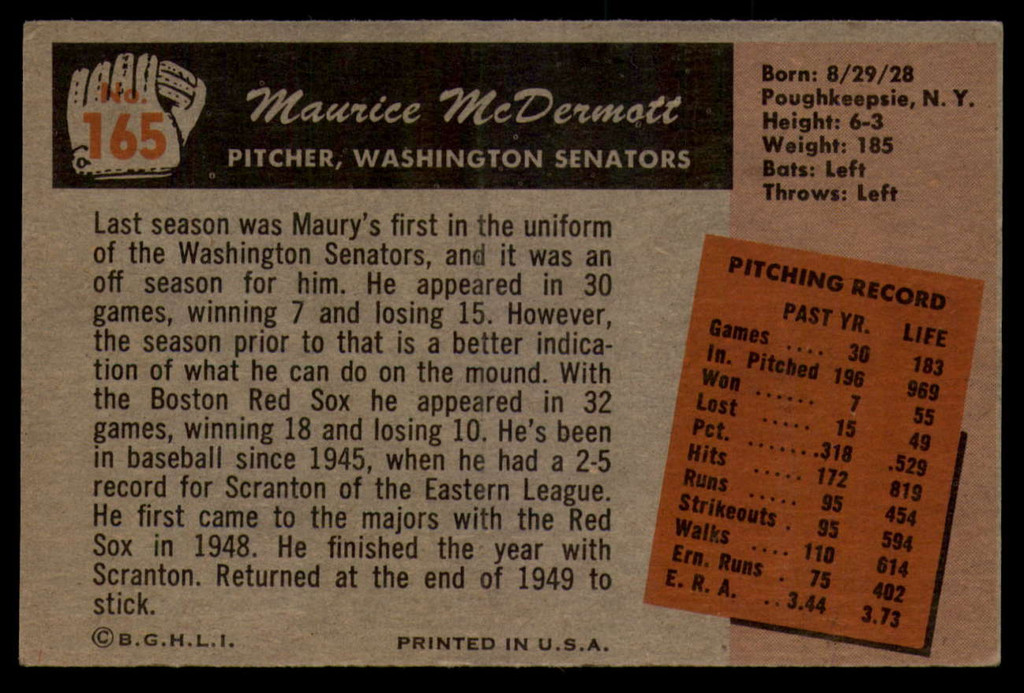 No.
165
Maurice McDermott
PITCHER, WASHINGTON SENATORS
Born: 8/29/28
Poughkeepsie, N. Y.
Height: 6-3
Weight: 185
Bats: Left
Throws: Left
Last season was Maury's first in the uniform
of the Washington Senators, and it was an
off season for him. He appeared in 30
games, winning 7 and losing 15. However,
the season prior to that is a better indica-
tion of what he can do on the mound. With
the Boston Red Sox he appeared in 32
games, winning 18 and losing 10. He's been
in baseball since 1945, when he had a 2-5
record for Scranton of the Eastern League.
He first came to the majors with the Red
Sox in 1948. He finished the year with
Scranton. Returned at the end of 1949 to
stick.
PITCHING RECORD
PAST YR. LIFE
Games .... 30 183
In. Pitched 196 969
Won ...... 7 55
Lost ..... 15 49
Pct. .......318 .529
Hits ..... 172 819
Runs ..... 95 454
Strikeouts . 95 594
Walks .... 110 614
Ern. Runs . 75 402
E. R. A. ..3.44 3.73
© B.G.H.L.I.
PRINTED IN U.S.A.